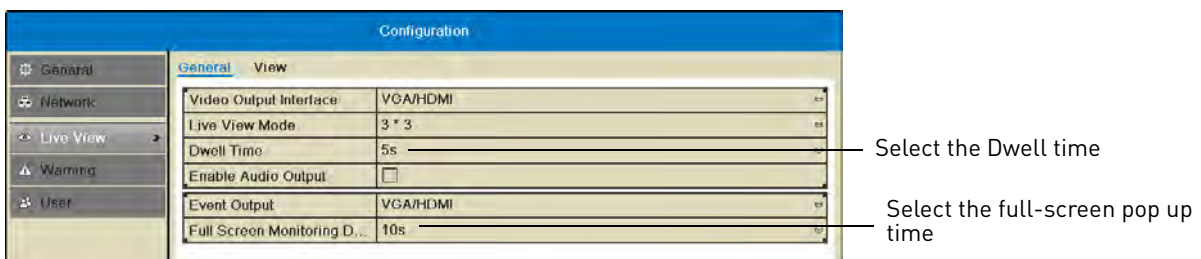 Configuration
General
Network
Live View
Warning
User
General View
Video Output Interface VGA/HDMI
Live View Mode 3 * 3
Dwell Time 5s
Enable Audio Output
Event Output VGA/HDMI
Full Screen Monitoring D... 10s
Select the Dwell time
Select the full-screen pop up
time